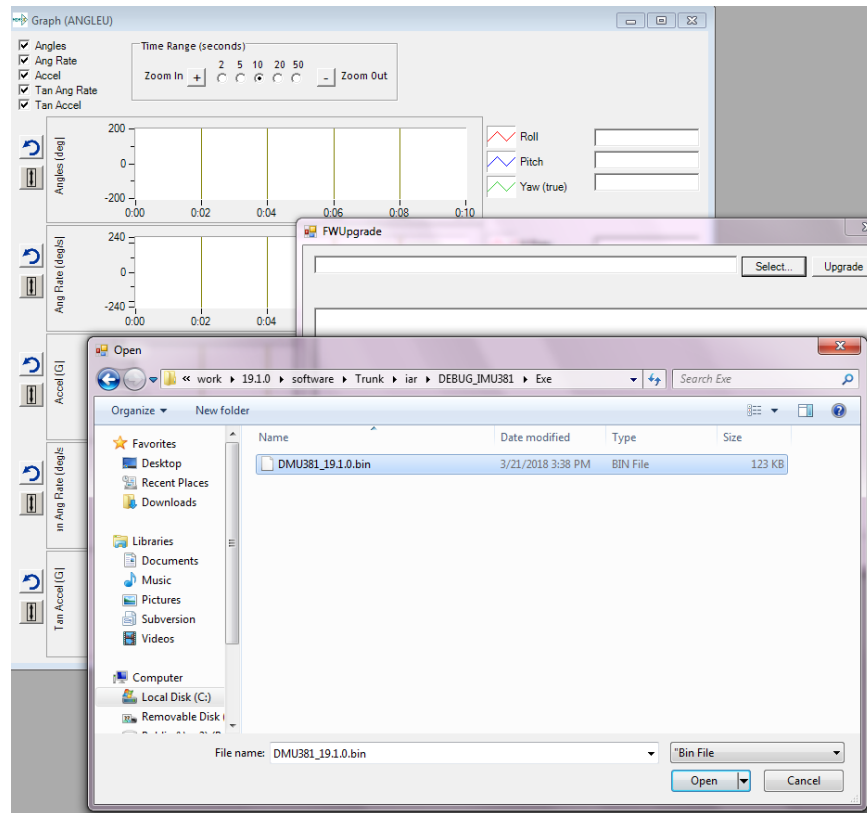 Graph (ANGLEU)
Angles
Ang Rate
Accel
Tan Ang Rate
Tan Accel
Time Range (seconds)
2 5 10 20 50
Zoom In + - Zoom Out
Angles (deg)
200
0
-200
0:00 0:02 0:04 0:06 0:08 0:10
Roll
Pitch
Yaw (true)
Ang Rate (deg/s)
240
0
-240
0:00 0:02 0:04
Accel (G)
Ang Rate (deg/s
Tan Accel (G)
FWUpgrade
Select... Upgrade
Open
« work 19.1.0 software Trunk iar DEBUG_IMU381 Exe
Search Exe
Organize New folder
Name Date modified Type Size
DMU381_19.1.0.bin 3/21/2018 3:38 PM BIN File 123 KB
Favorites
Desktop
Recent Places
Downloads
Libraries
Documents
Music
Pictures
Subversion
Videos
Computer
Local Disk (C:)
Removable Disk
File name: DMU381_19.1.0.bin
"Bin File
Open Cancel